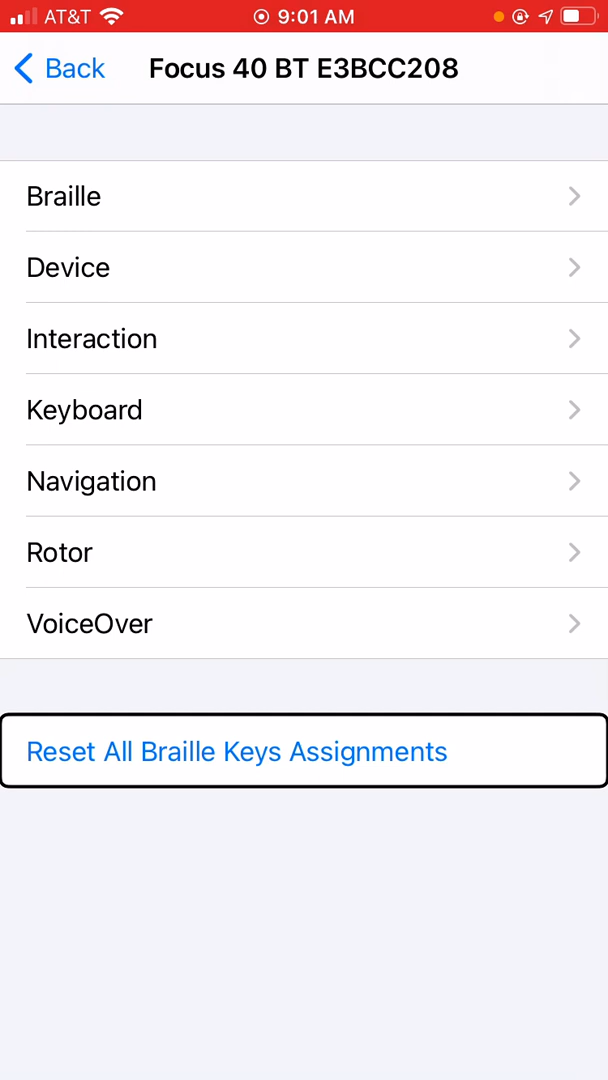 AT&T 9:01 AM
Back Focus 40 BT E3BCC208
Braille
Device
Interaction
Keyboard
Navigation
Rotor
VoiceOver
Reset All Braille Keys Assignments